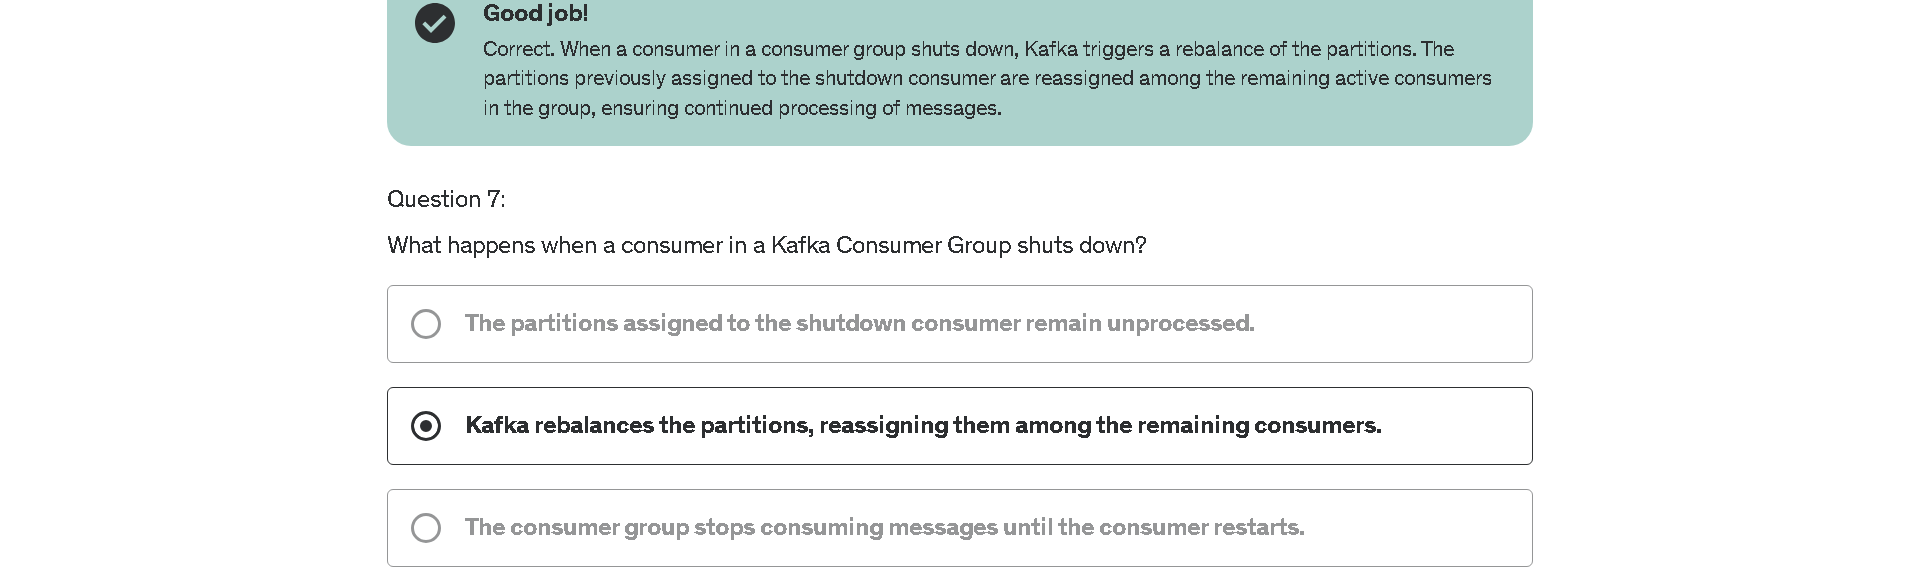 Good job!
Correct. When a consumer in a consumer group shuts down, Kafka triggers a rebalance of the partitions. The
partitions previously assigned to the shutdown consumer are reassigned among the remaining active consumers
in the group, ensuring continued processing of messages.
Question 7:
What happens when a consumer in a Kafka Consumer Group shuts down?
The partitions assigned to the shutdown consumer remain unprocessed.
Kafka rebalances the partitions, reassigning them among the remaining consumers.
The consumer group stops consuming messages until the consumer restarts.